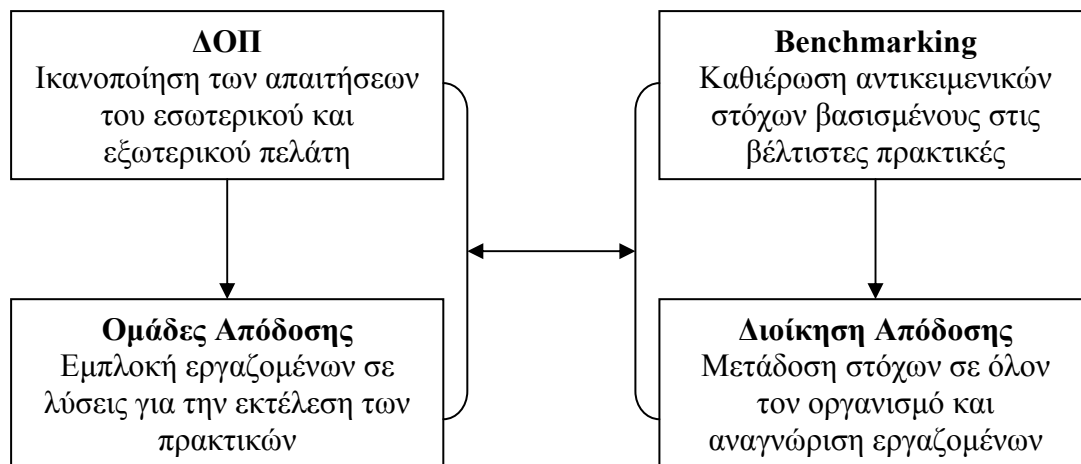 ΔΟΠ
Ικανοποίηση των απαιτήσεων
του εσωτερικού και
εξωτερικού πελάτη
Benchmarking
Καθιέρωση αντικειμενικών
στόχων βασισμένους στις
βέλτιστες πρακτικές
Ομάδες Απόδοσης
Εμπλοκή εργαζομένων σε
λύσεις για την εκτέλεση των
πρακτικών
Διοίκηση Απόδοσης
Μετάδοση στόχων σε όλον
τον οργανισμό και
αναγνώριση εργαζομένων